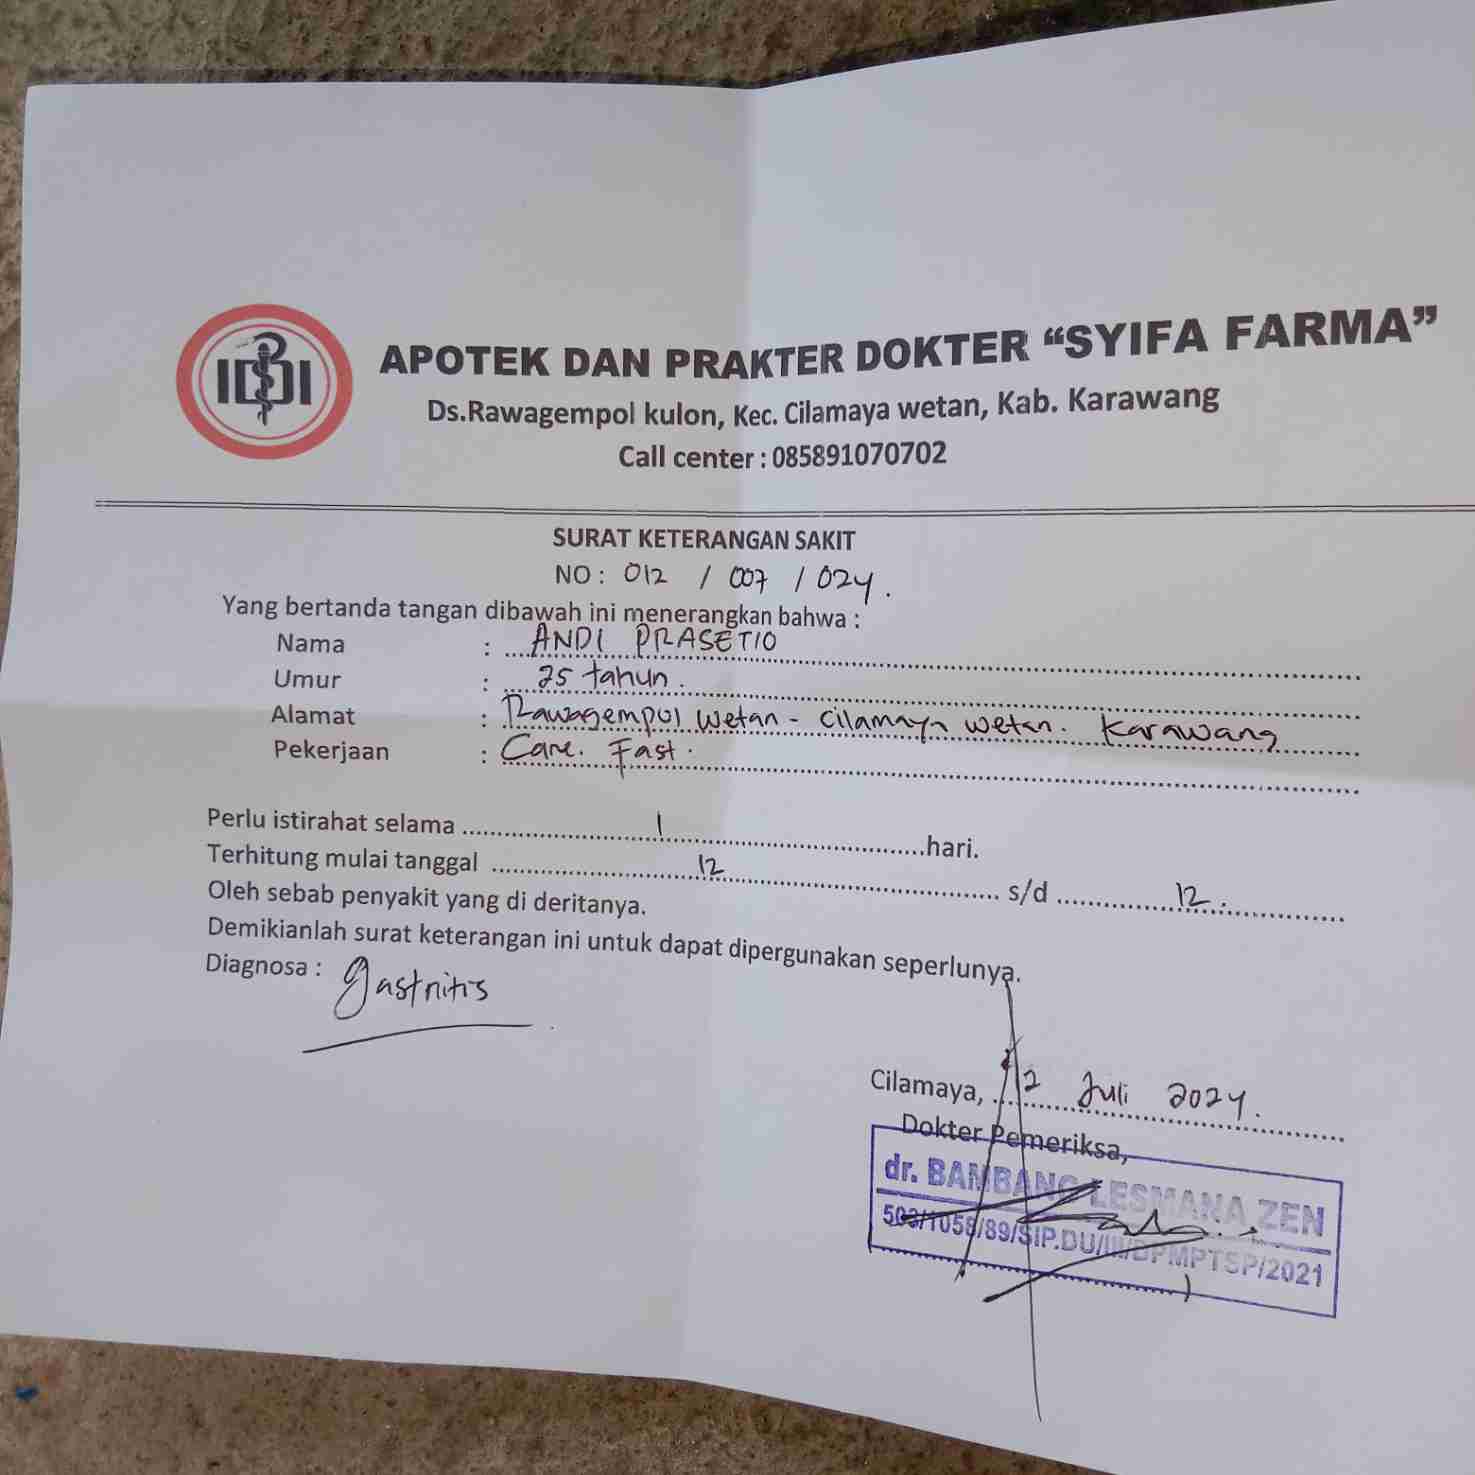 IDI
APOTEK DAN PRAKTER DOKTER “SYIFA FARMA”
Ds.Rawagempol kulon, Kec. Cilamaya wetan, Kab. Karawang
Call center : 085891070702
SURAT KETERANGAN SAKIT
NO : 012 / 007 / 024.
Yang bertanda tangan dibawah ini menerangkan bahwa :
Nama : ANDI PRASETIO
Umur : 25 tahun.
Alamat : Rawagempol wetan - cilamaya wetan. Karawang
Pekerjaan : Care. Fast.
Perlu istirahat selama 1 hari.
Terhitung mulai tanggal 12 s/d 12.
Oleh sebab penyakit yang di deritanya.
Demikianlah surat keterangan ini untuk dapat dipergunakan seperlunya.
Diagnosa : gastritis
Cilamaya, 12 Juli 2024.
Dokter Pemeriksa,
dr. BAMBANG LESMANA ZEN
503/1058/89/SIP.DU/III/DPMPTSP/2021